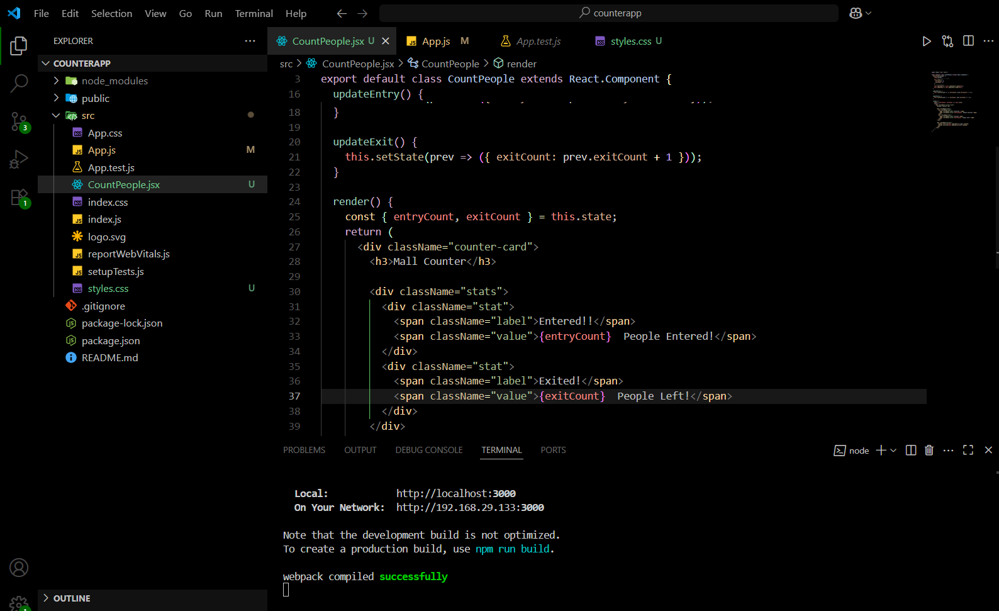 File Edit Selection View Go Run Terminal Help
counterapp
EXPLORER
CountPeople.jsx U
App.js M
App.test.js
styles.css U
COUNTERAPP
src > CountPeople.jsx > CountPeople > render
node_modules
public
src
App.css
App.js M
App.test.js
CountPeople.jsx U
index.css
index.js
logo.svg
reportWebVitals.js
setupTests.js
styles.css U
.gitignore
package-lock.json
package.json
README.md
3
1
OUTLINE
3 export default class CountPeople extends React.Component {
16 updateEntry() {
18 }
19
20 updateExit() {
21 this.setState(prev => ({ exitCount: prev.exitCount + 1 }));
22 }
23
24 render() {
25 const { entryCount, exitCount } = this.state;
26 return (
27 <div className="counter-card">
28 <h3>Mall Counter</h3>
29
30 <div className="stats">
31 <div className="stat">
32 <span className="label">Entered!!</span>
33 <span className="value">{entryCount}  People Entered!</span>
34 </div>
35 <div className="stat">
36 <span className="label">Exited!</span>
37 <span className="value">{exitCount}  People Left!</span>
38 </div>
39 </div>
PROBLEMS OUTPUT DEBUG CONSOLE TERMINAL PORTS
node
Local: http://localhost:3000
On Your Network: http://192.168.29.133:3000
Note that the development build is not optimized.
To create a production build, use npm run build.
webpack compiled successfully